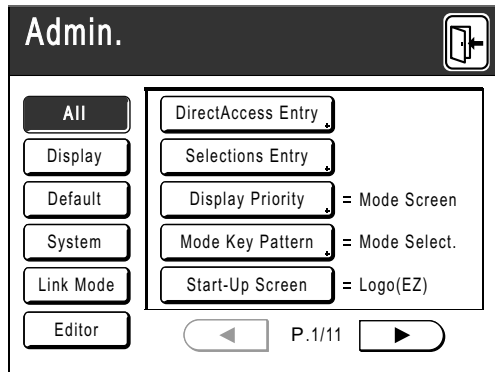 Admin.
All
DirectAccess Entry
Display
Selections Entry
Default
Display Priority = Mode Screen
System
Mode Key Pattern = Mode Select.
Link Mode
Start-Up Screen = Logo(EZ)
Editor
P.1/11